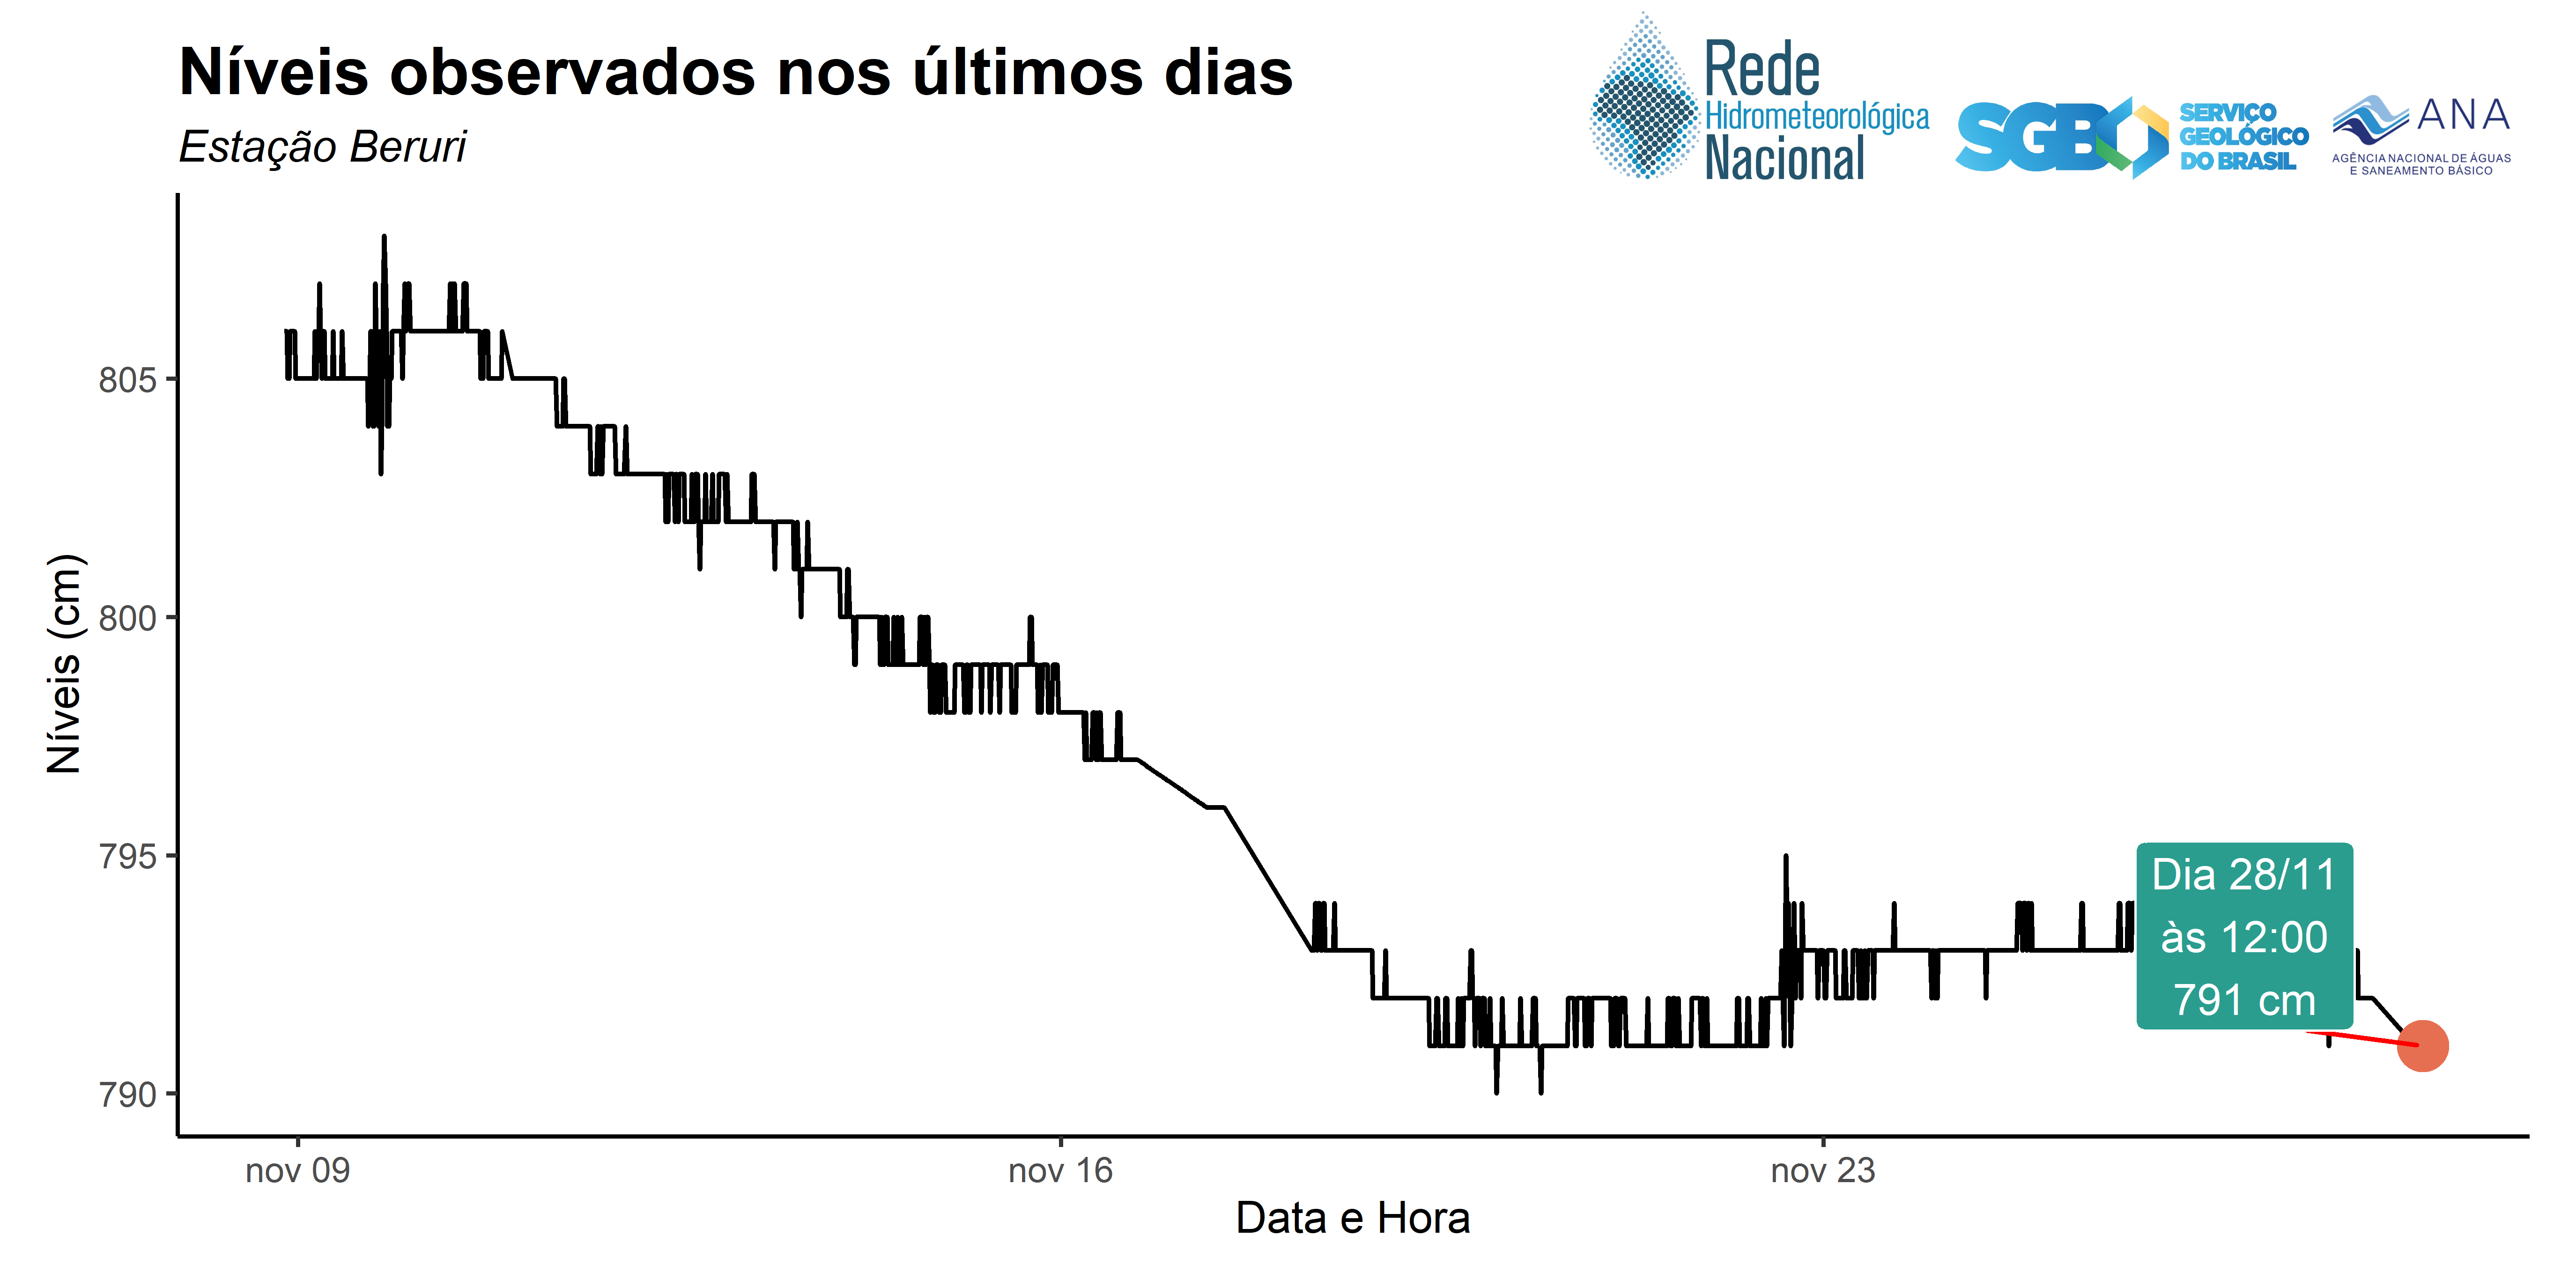 Níveis observados nos últimos dias
Estação Beruri
Rede
Hidrometeorológica
Nacional
SGB
SERVIÇO
GEOLÓGICO
DO BRASIL
ANA
AGÊNCIA NACIONAL DE ÁGUAS
E SANEAMENTO BÁSICO
Níveis (cm)
805
800
795
790
Dia 28/11
às 12:00
791 cm
nov 09
nov 16
nov 23
Data e Hora